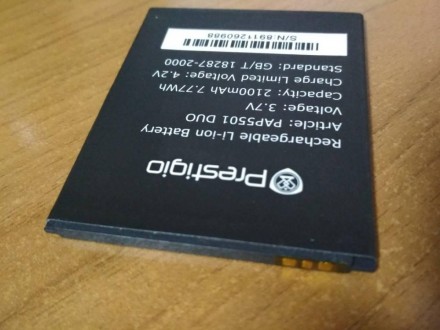 Prestigio
Rechargeable Li-ion Battery
Article: PAP5501 DUO
Voltage: 3.7V
Capacity: 2100mAh 7.77Wh
Charge Limited Voltage: 4.2V
Standard: GB/T 18287-2000
S/N: 8911260988